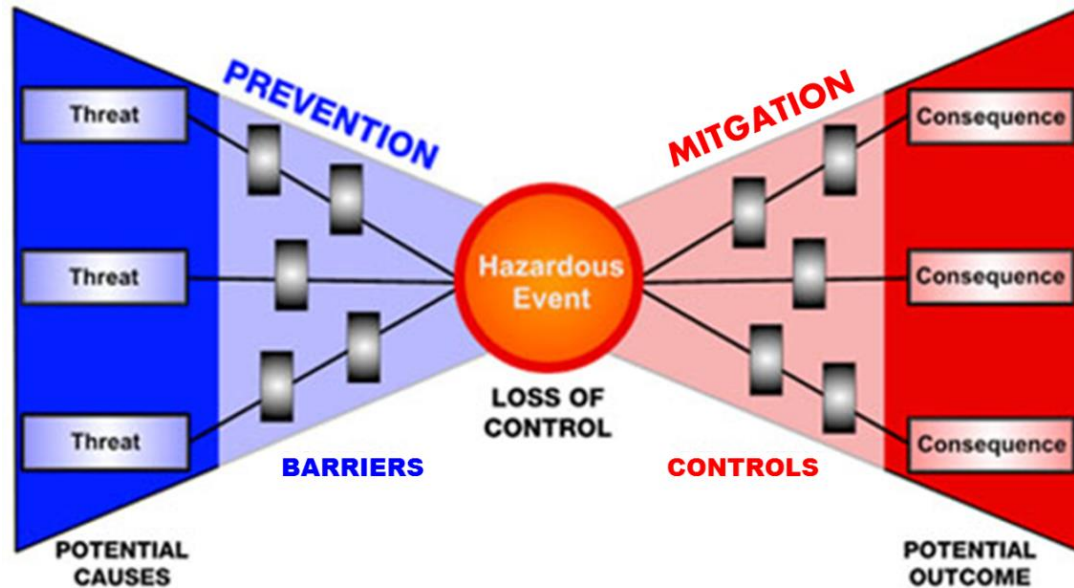 PREVENTION
MITGATION
Threat
Threat
Threat
Hazardous
Event
Consequence
Consequence
Consequence
LOSS OF
CONTROL
BARRIERS
CONTROLS
POTENTIAL
CAUSES
POTENTIAL
OUTCOME